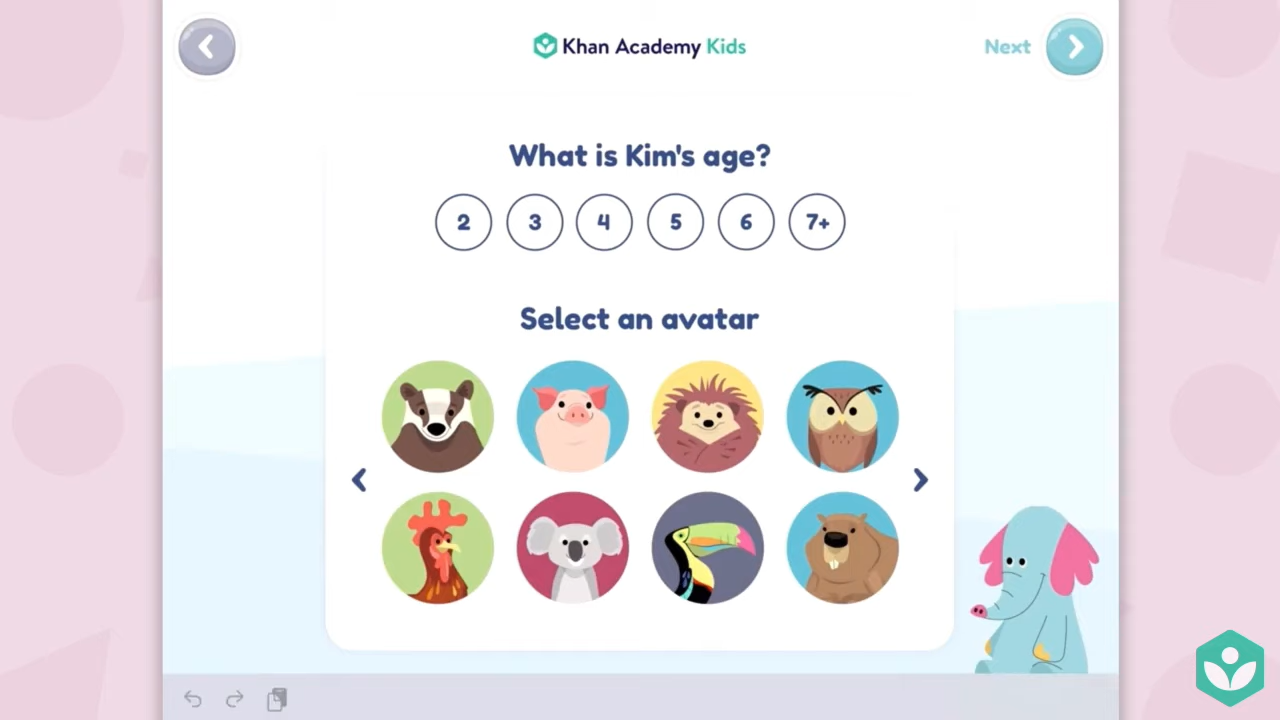 Khan Academy Kids
Next
What is Kim's age?
2 3 4 5 6 7+
Select an avatar